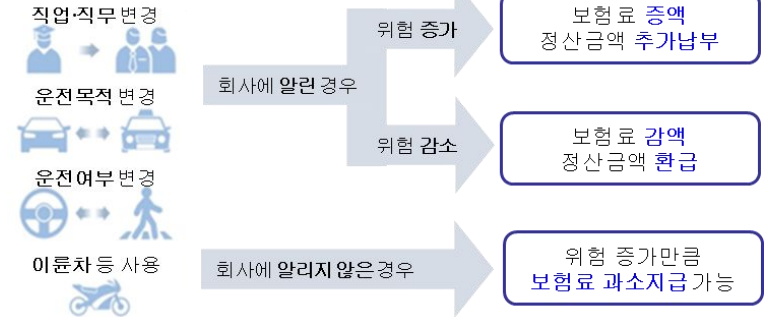 직업·직무 변경
운전목적 변경
운전여부 변경
이륜차 등 사용
회사에 알린 경우
위험 증가
위험 감소
보험료 증액
정산금액 추가납부
보험료 감액
정산금액 환급
회사에 알리지 않은 경우
위험 증가만큼
보험료 과소지급 가능